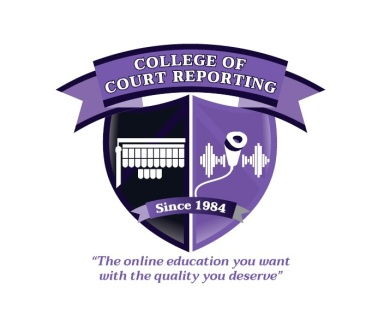 COLLEGE OF
COURT REPORTING
Since 1984
“The online education you want
with the quality you deserve”